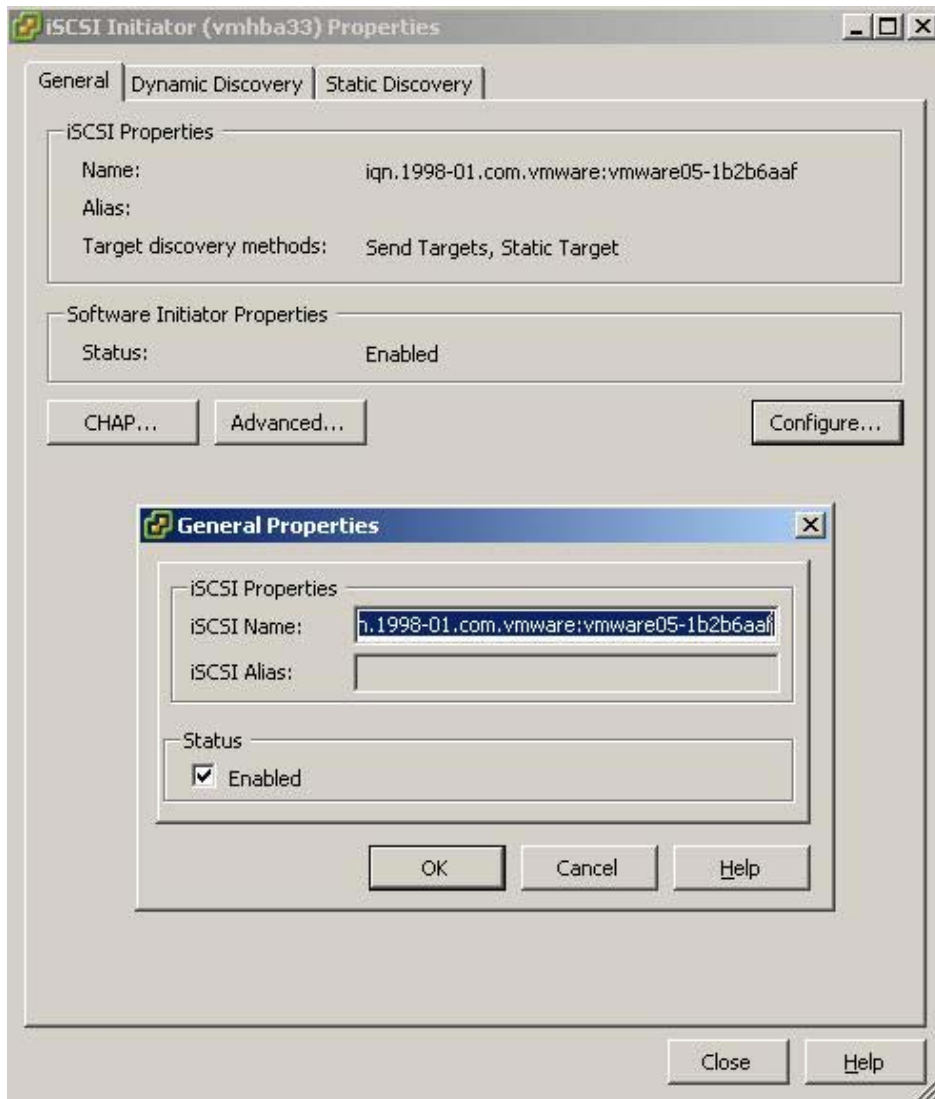 iSCSI Initiator (vmhba33) Properties
General Dynamic Discovery Static Discovery
iSCSI Properties
Name: iqn.1998-01.com.vmware:vmware05-1b2b6aaf
Alias:
Target discovery methods: Send Targets, Static Target
Software Initiator Properties
Status: Enabled
CHAP... Advanced... Configure...
General Properties
iSCSI Properties
iSCSI Name: n.1998-01.com.vmware:vmware05-1b2b6aaf
iSCSI Alias:
Status
Enabled
OK Cancel Help
Close Help